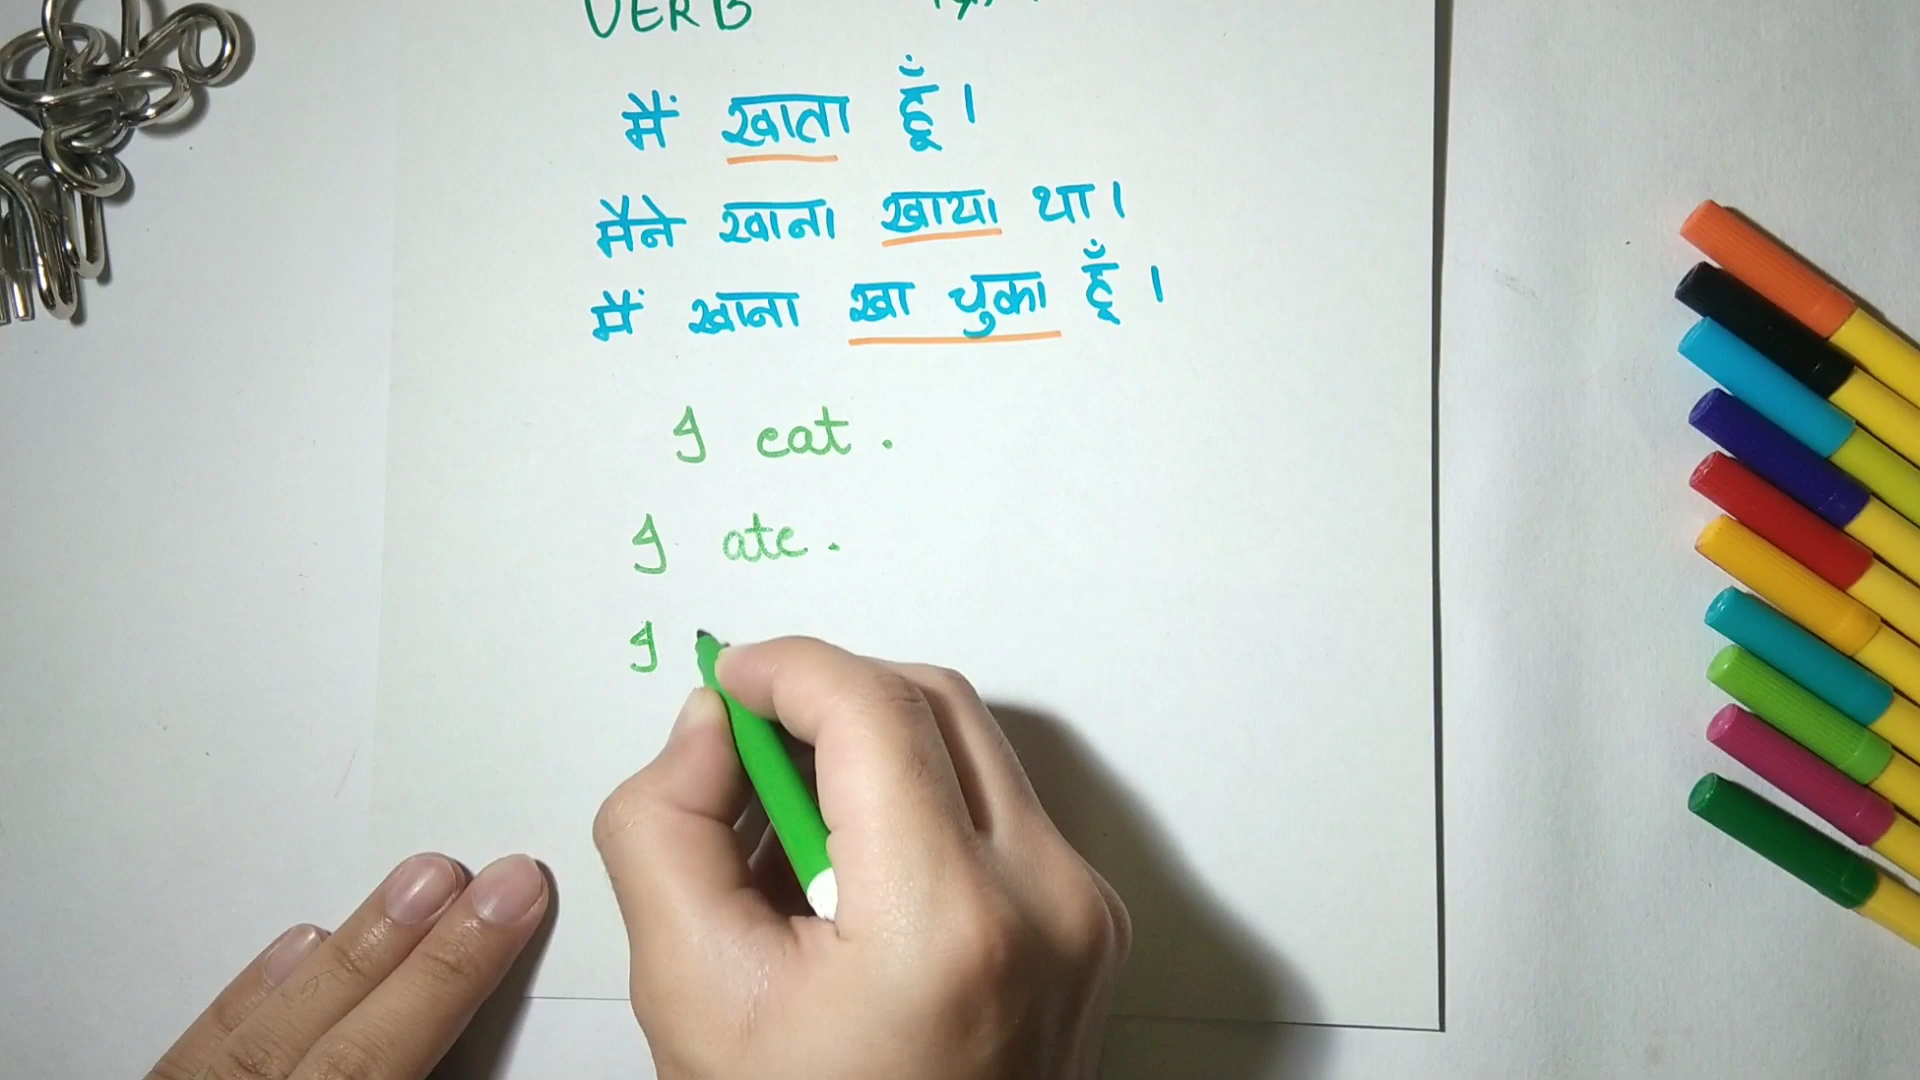 VERB
मैं खाता हूँ।
मैंने खाना खाया था।
मैं खाना खा चुका हूँ।
I eat.
I ate.
I